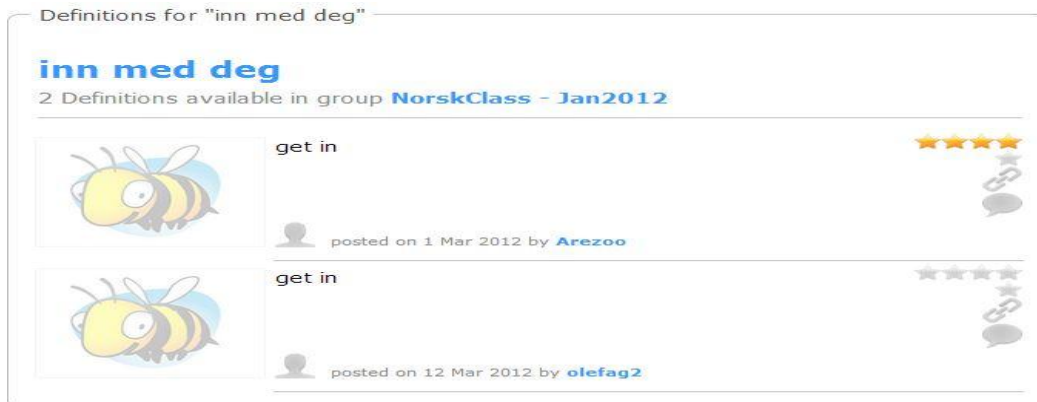 Definitions for "inn med deg"
inn med deg
2 Definitions available in group NorskClass - Jan2012
get in
posted on 1 Mar 2012 by Arezoo
get in
posted on 12 Mar 2012 by olefag2